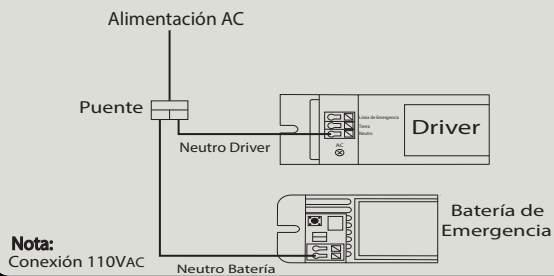 Alimentación AC
Puente
Línea de Emergencia
Tierra
Neutro
Driver
AC
Neutro Driver
Batería de
Emergencia
Nota:
Conexión 110VAC
Neutro Batería